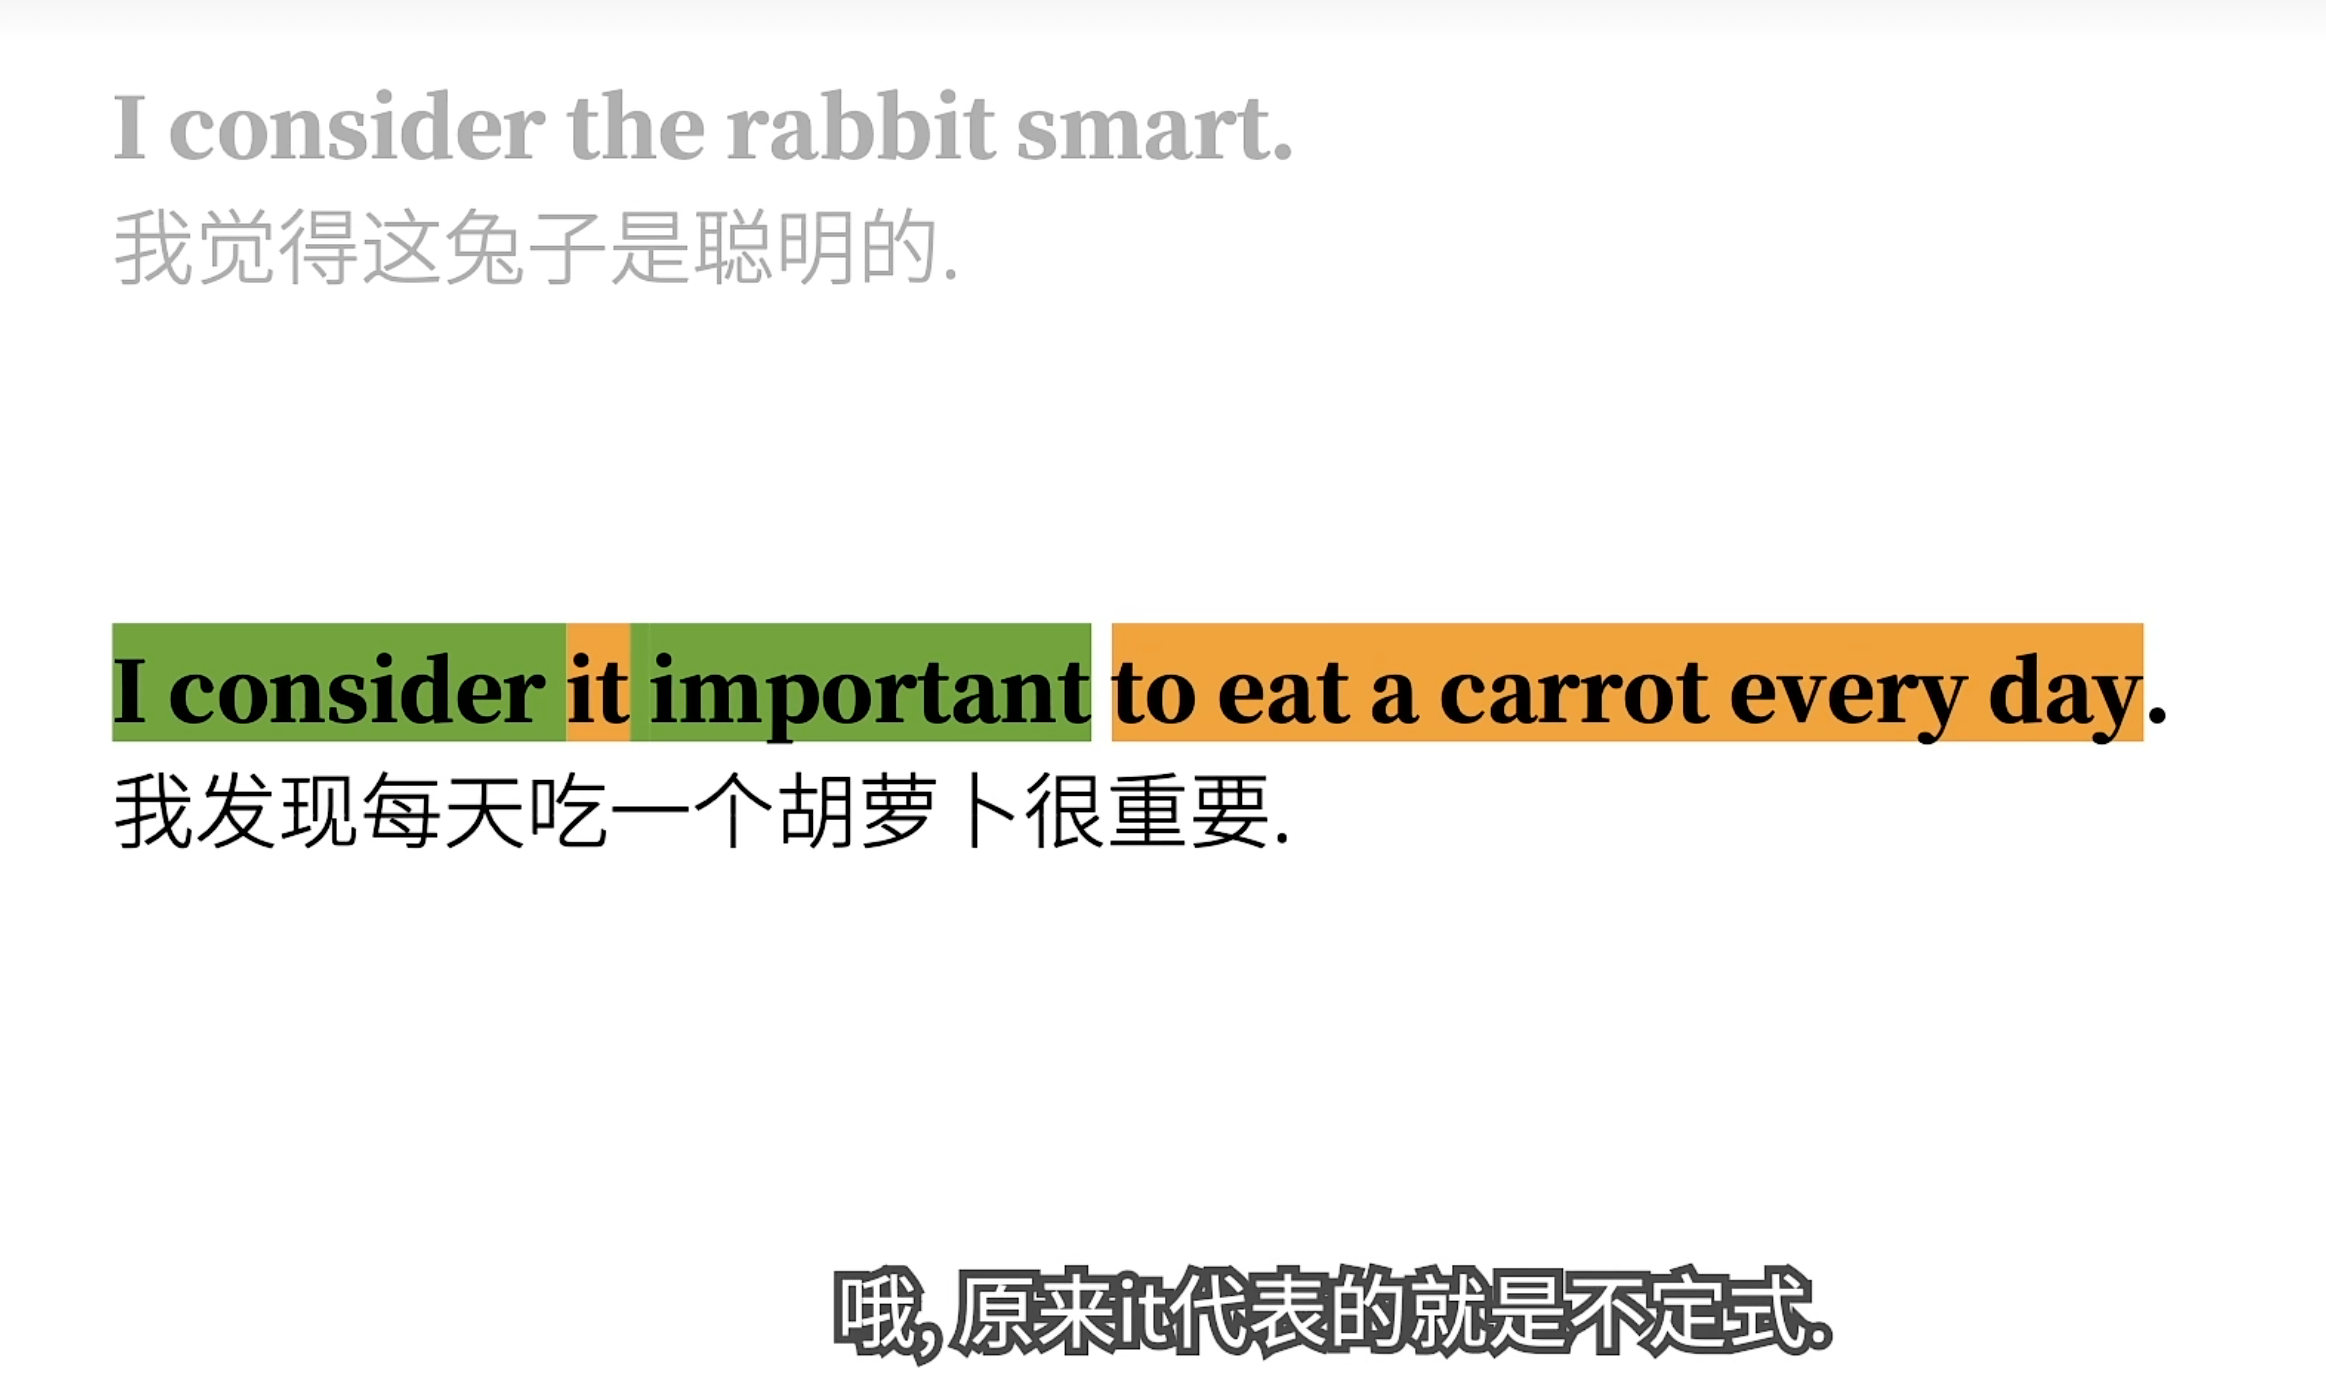 I consider the rabbit smart.
我觉得这兔子是聪明的.
I consider it important to eat a carrot every day.
我发现每天吃一个胡萝卜很重要.
哦,原来it代表的就是不定式.